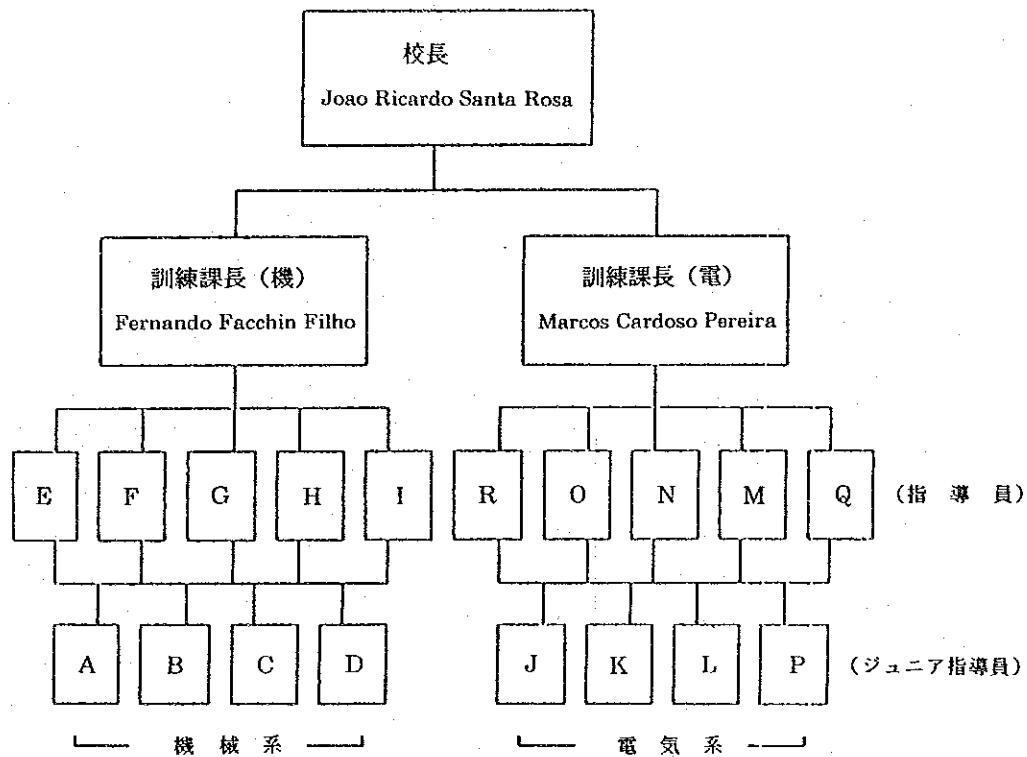 校長
Joao Ricardo Santa Rosa
訓練課長（機）
Fernando Facchin Filho
訓練課長（電）
Marcos Cardoso Pereira
E F G H I R O N M Q （指導員）
A B C D J K L P （ジュニア指導員）
機械系 電気系